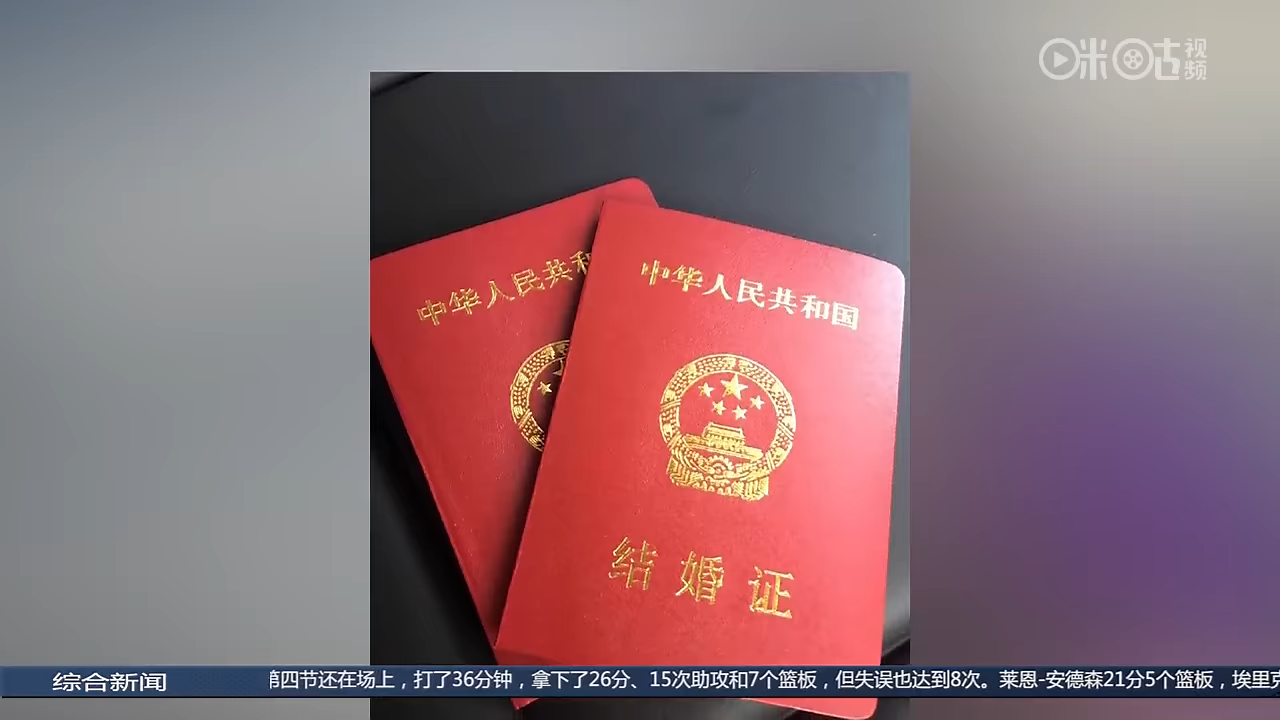 咪咕视频
中华人民共和
中华人民共和国
结婚证
综合新闻
第四节还在场上，打了36分钟，拿下了26分、15次助攻和7个篮板，但失误也达到8次。莱恩-安德森21分5个篮板，埃里克